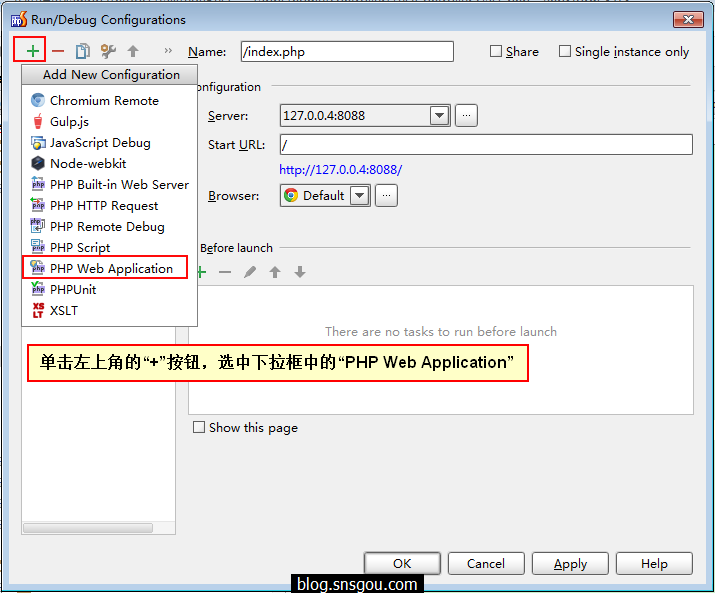 Run/Debug Configurations
Name: /index.php Share Single instance only
Add New Configuration
Chromium Remote
Gulp.js
JavaScript Debug
Node-webkit
PHP Built-in Web Server
PHP HTTP Request
PHP Remote Debug
PHP Script
PHP Web Application
PHPUnit
XSLT
onfiguration
Server: 127.0.0.4:8088
Start URL: /
http://127.0.0.4:8088/
Browser: Default
Before launch
There are no tasks to run before launch
单击左上角的“+”按钮，选中下拉框中的“PHP Web Application”
Show this page
OK Cancel Apply Help
blog.snsgou.com